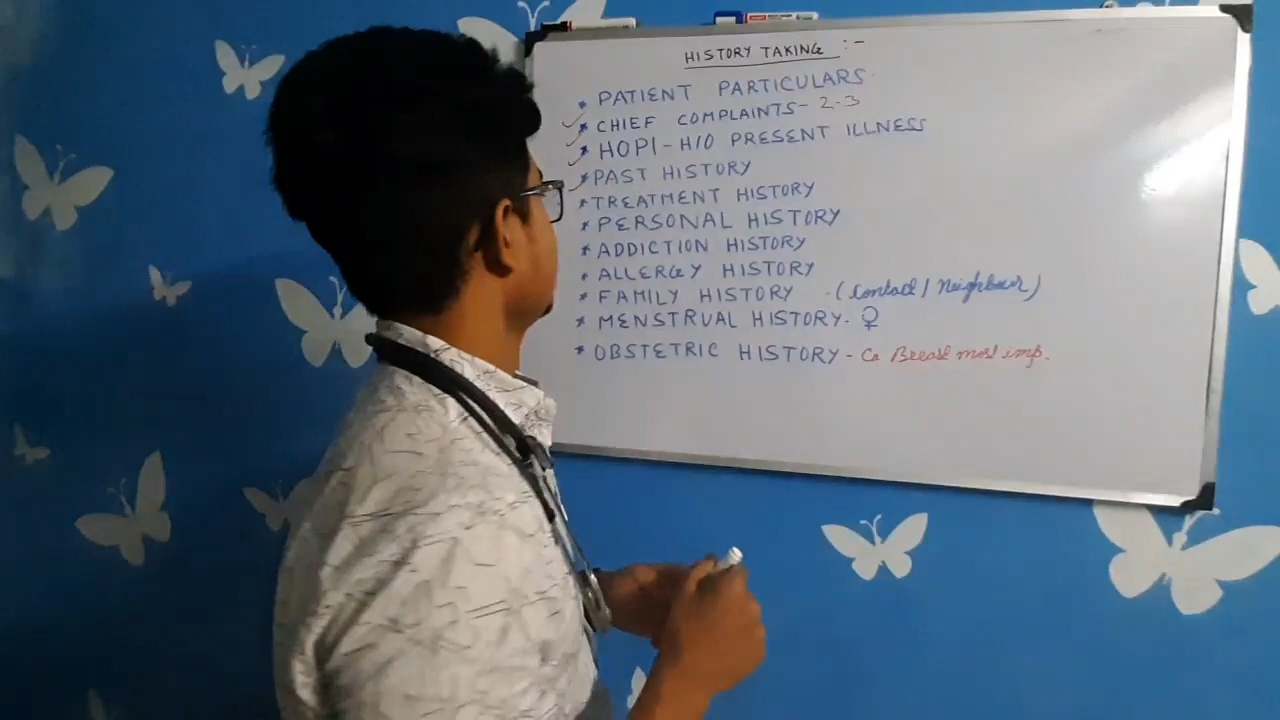 HISTORY TAKING :-
* PATIENT PARTICULARS
* CHIEF COMPLAINTS - 2-3
* HOPI - H/O PRESENT ILLNESS
* PAST HISTORY
* TREATMENT HISTORY
* PERSONAL HISTORY
* ADDICTION HISTORY
* ALLERGY HISTORY
* FAMILY HISTORY - (Contact / Neighbour)
* MENSTRUAL HISTORY - ♀
* OBSTETRIC HISTORY - Ca Breast most imp.